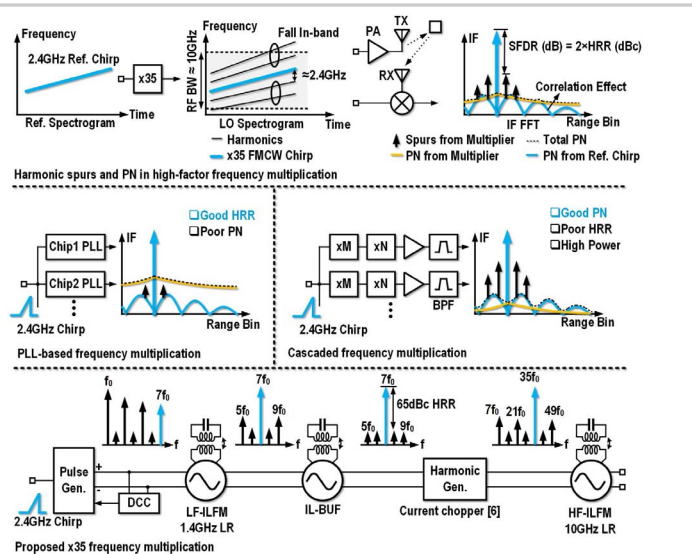 Frequency
2.4GHz Ref. Chirp
Time
Ref. Spectrogram
x35
Frequency
Fall In-band
RF BW ≈ 10GHz
≈2.4GHz
LO Spectrogram
Time
Harmonics
x35 FMCW Chirp
PA
TX
RX
IF
SFDR (dB) = 2×HRR (dBc)
Correlation Effect
IF FFT
Range Bin
Spurs from Multiplier
Total PN
PN from Multiplier
PN from Ref. Chirp
Harmonic spurs and PN in high-factor frequency multiplication
Chip1 PLL
Chip2 PLL
2.4GHz Chirp
IF
Good HRR
Poor PN
Range Bin
PLL-based frequency multiplication
xM
xN
xM
xN
BPF
2.4GHz Chirp
IF
Good PN
Poor HRR
High Power
Range Bin
Cascaded frequency multiplication
f0
7f0
f
5f0
7f0
9f0
f
7f0
65dBc HRR
5f0
9f0
f
35f0
7f0
21f0
49f0
f
Pulse
Gen.
+
-
DCC
2.4GHz Chirp
LF-ILFM
1.4GHz LR
IL-BUF
Harmonic
Gen.
Current chopper [6]
HF-ILFM
10GHz LR
Proposed x35 frequency multiplication